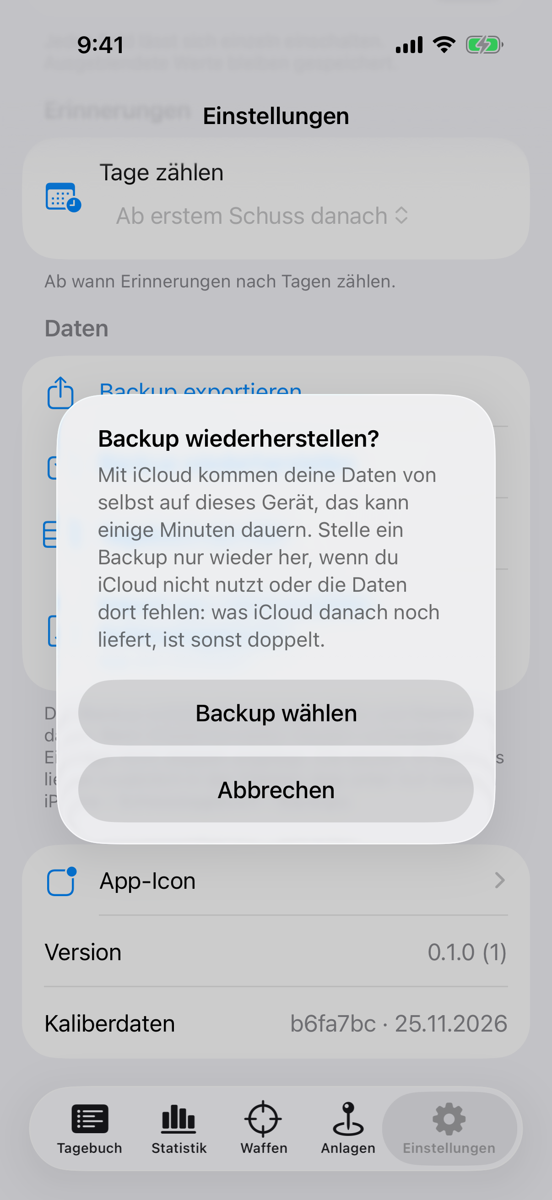 9:41
Erinnerungen
Einstellungen
Tage zählen
Ab erstem Schuss danach
Ab wann Erinnerungen nach Tagen zählen.
Daten
Backup exportieren
Backup wiederherstellen?
Mit iCloud kommen deine Daten von
selbst auf dieses Gerät, das kann
einige Minuten dauern. Stelle ein
Backup nur wieder her, wenn du
iCloud nicht nutzt oder die Daten
dort fehlen: was iCloud danach noch
liefert, ist sonst doppelt.
Backup wählen
Abbrechen
App-Icon
Version
0.1.0 (1)
Kaliberdaten
b6fa7bc · 25.11.2026
Tagebuch
Statistik
Waffen
Anlagen
Einstellungen